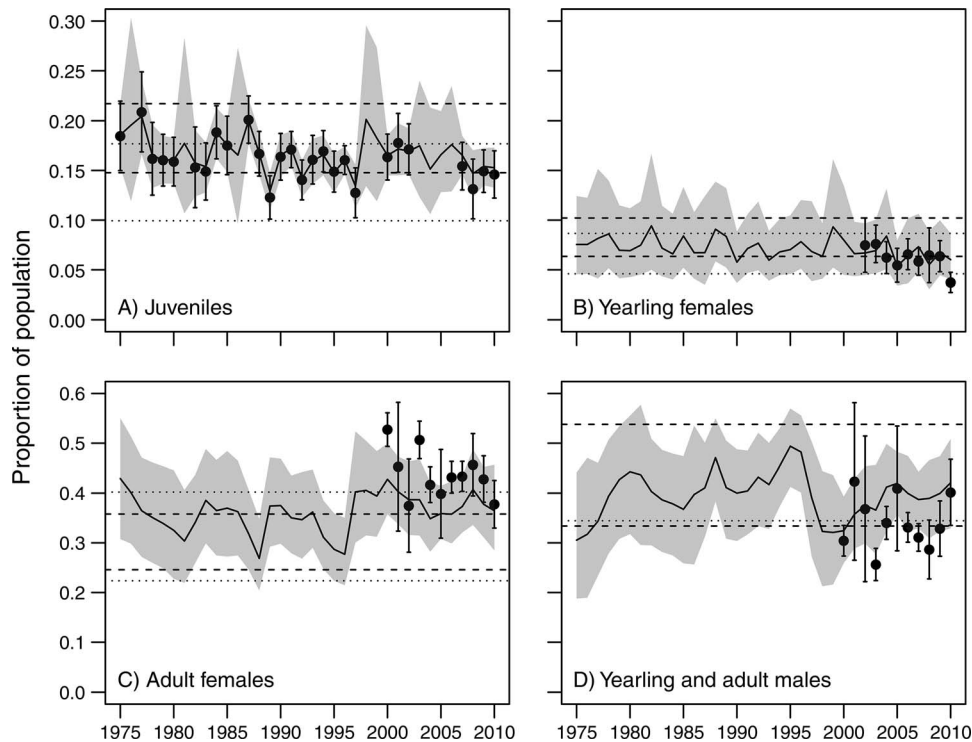 Proportion of population
0.30
0.25
0.20
0.15
0.10
0.05
0.00
A) Juveniles
B) Yearling females
0.6
0.5
0.4
0.3
0.2
0.1
0.0
C) Adult females
D) Yearling and adult males
1975 1980 1985 1990 1995 2000 2005 2010
1975 1980 1985 1990 1995 2000 2005 2010